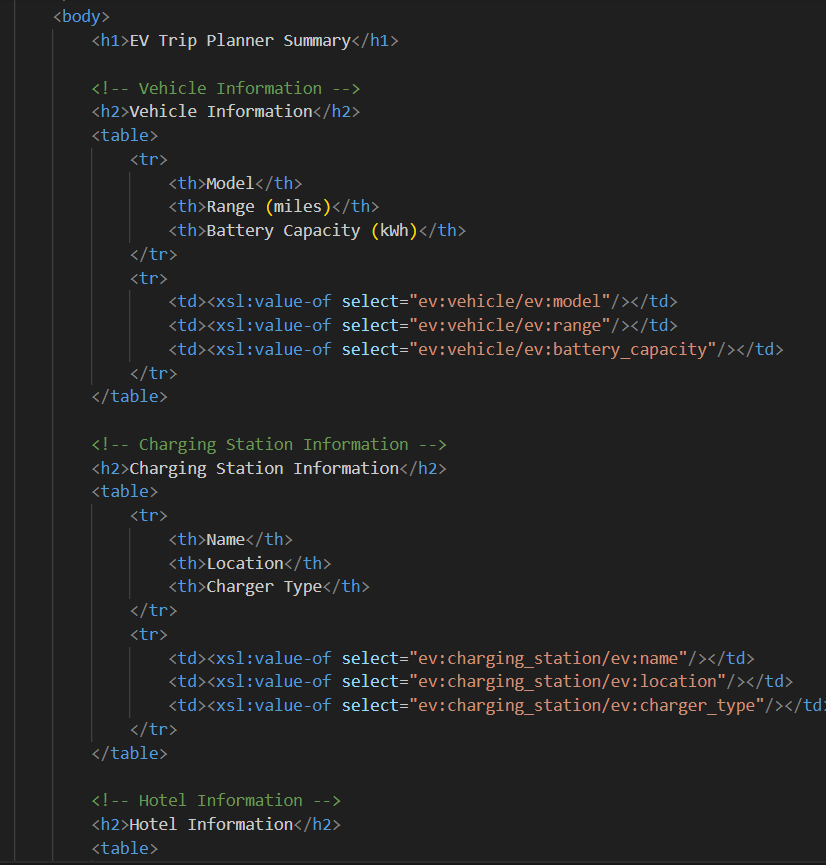 <body>
<h1>EV Trip Planner Summary</h1>
<!-- Vehicle Information -->
<h2>Vehicle Information</h2>
<table>
<tr>
<th>Model</th>
<th>Range (miles)</th>
<th>Battery Capacity (kWh)</th>
</tr>
<tr>
<td><xsl:value-of select="ev:vehicle/ev:model"/></td>
<td><xsl:value-of select="ev:vehicle/ev:range"/></td>
<td><xsl:value-of select="ev:vehicle/ev:battery_capacity"/></td>
</tr>
</table>
<!-- Charging Station Information -->
<h2>Charging Station Information</h2>
<table>
<tr>
<th>Name</th>
<th>Location</th>
<th>Charger Type</th>
</tr>
<tr>
<td><xsl:value-of select="ev:charging_station/ev:name"/></td>
<td><xsl:value-of select="ev:charging_station/ev:location"/></td>
<td><xsl:value-of select="ev:charging_station/ev:charger_type"/></td>
</tr>
</table>
<!-- Hotel Information -->
<h2>Hotel Information</h2>
<table>